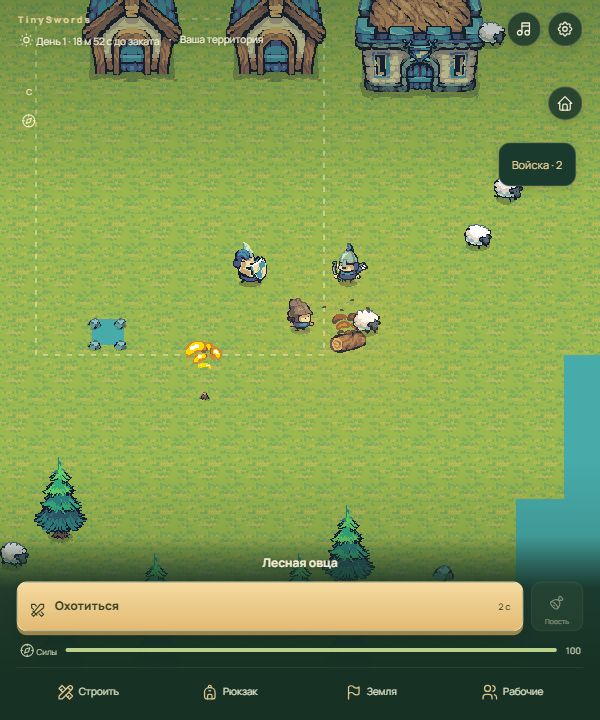 TinySwords
День 1 · 18 м 52 с до заката · Ваша территория
С
Войска · 2
Лесная овца
Охотиться
2 с
Поесть
Силы
100
Строить
Рюкзак
Земля
Рабочие